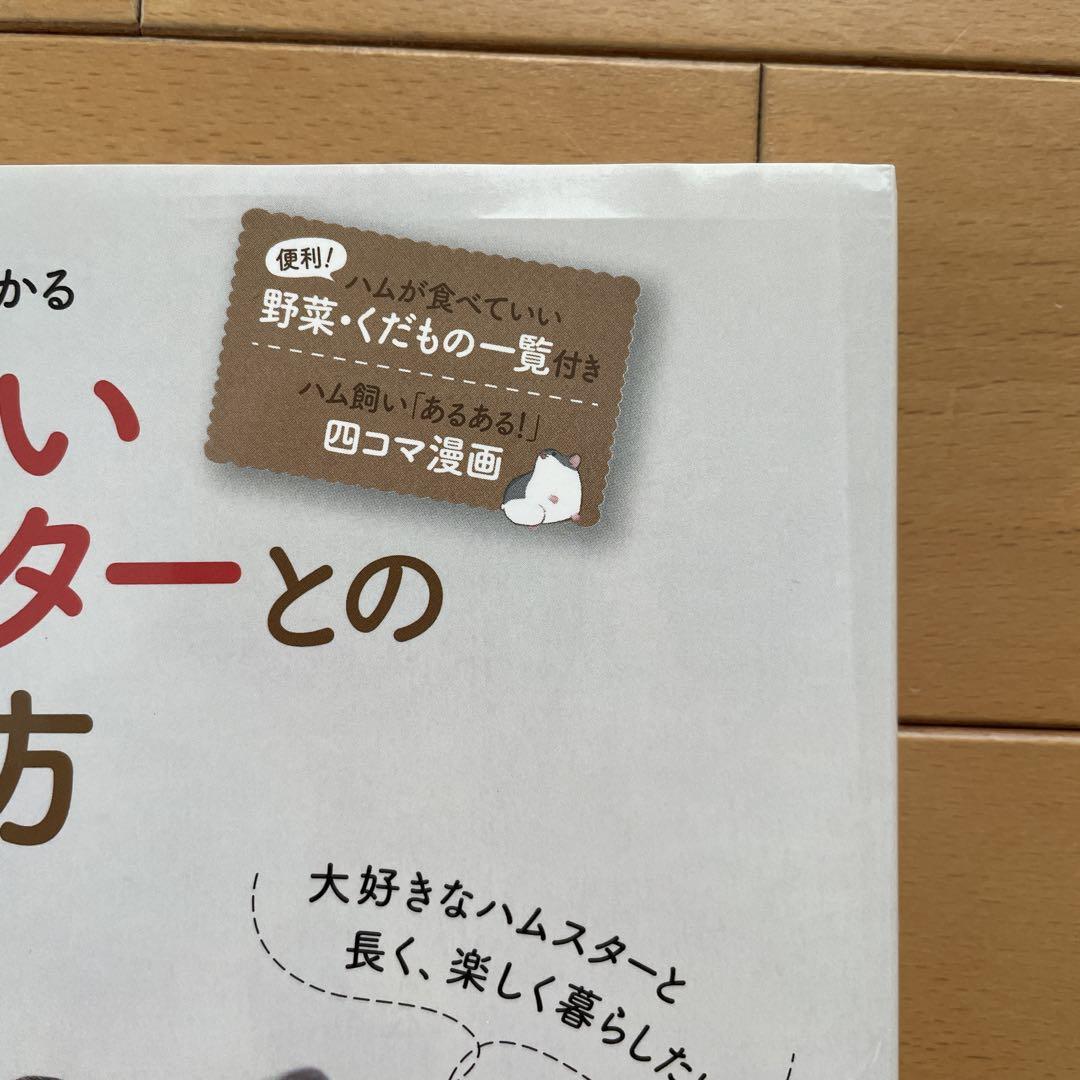 かる
便利!
ハムが食べていい
野菜・くだもの一覧付き
ハム飼い「あるある!」
四コマ漫画
い
ターとの
方
大好きなハムスターと
長く、楽しく暮らした